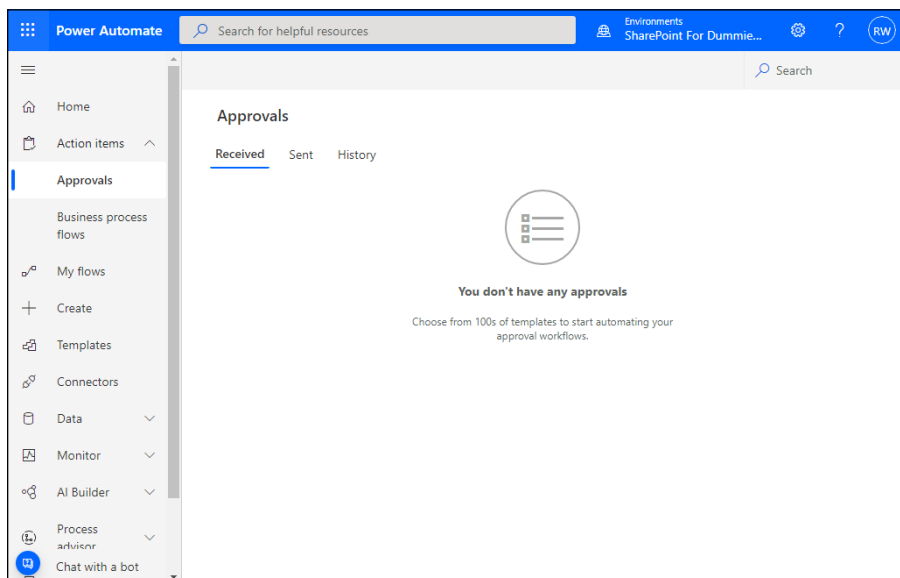 Power Automate
Search for helpful resources
Environments
SharePoint For Dummie...
?
RW
Search
Home
Action items
Approvals
Business process
flows
My flows
Create
Templates
Connectors
Data
Monitor
AI Builder
Process
advisor
Chat with a bot
Approvals
Received Sent History
You don't have any approvals
Choose from 100s of templates to start automating your
approval workflows.